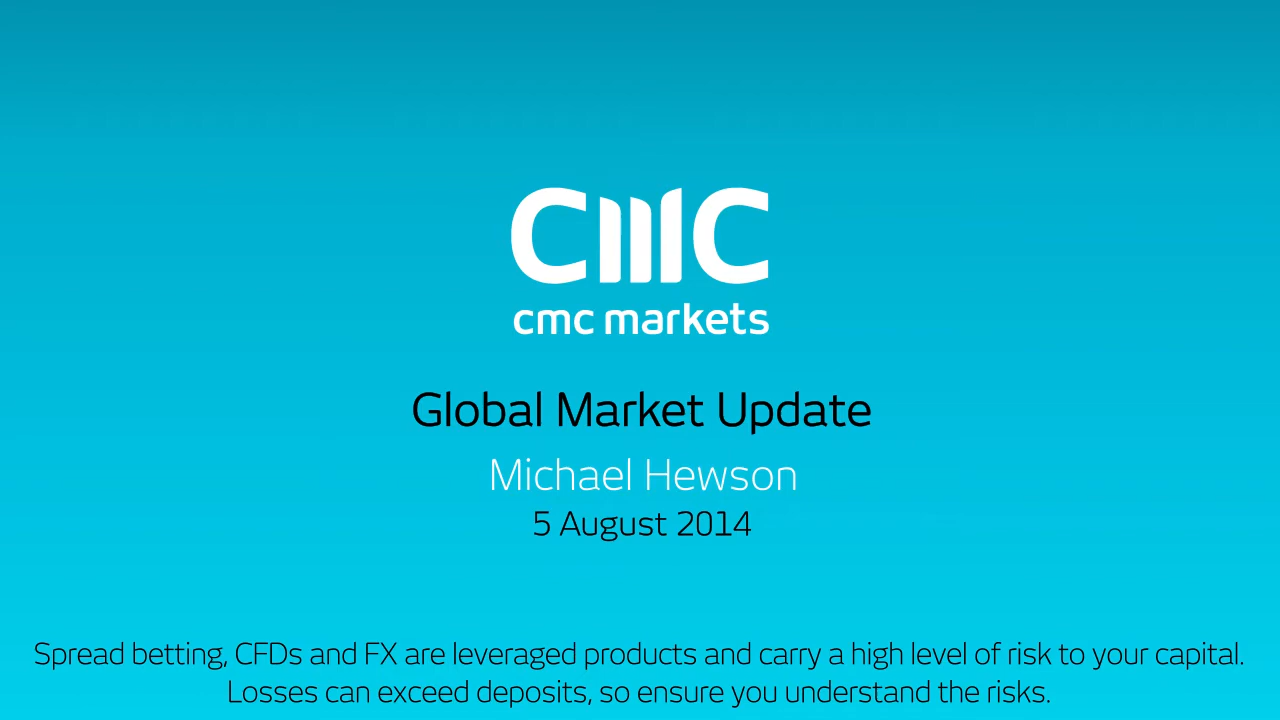 CMC
cmc markets
Global Market Update
Michael Hewson
5 August 2014
Spread betting, CFDs and FX are leveraged products and carry a high level of risk to your capital.
Losses can exceed deposits, so ensure you understand the risks.